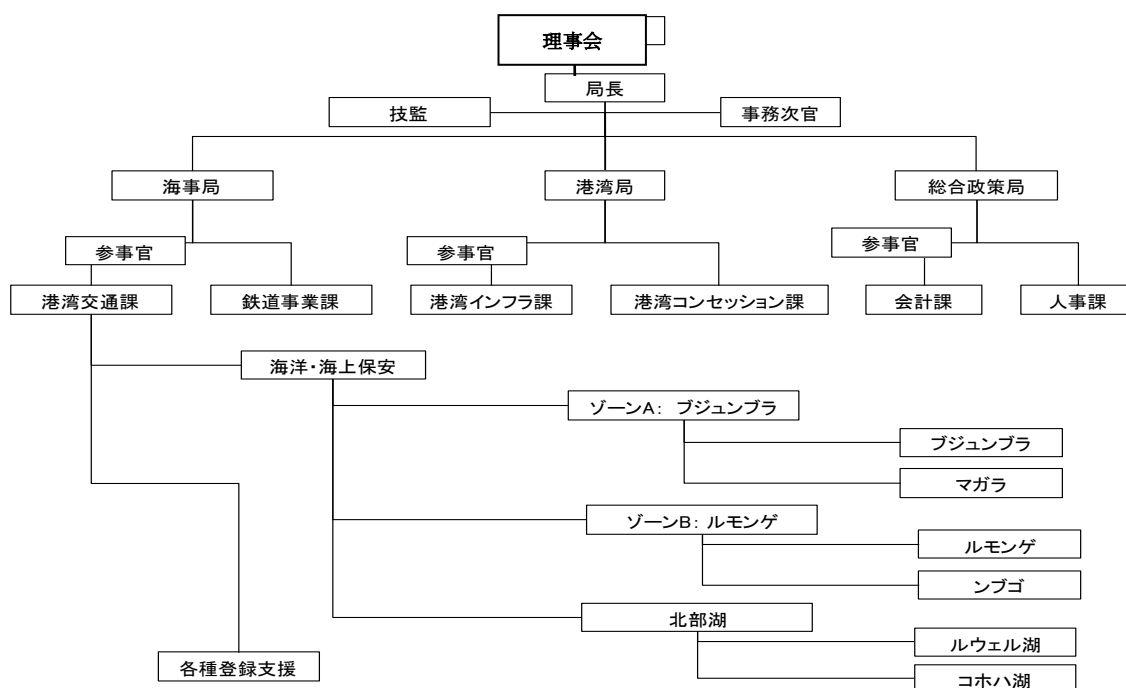 理事会
局長
技監
事務次官
海事局
港湾局
総合政策局
参事官
参事官
参事官
港湾交通課
鉄道事業課
港湾インフラ課
港湾コンセッション課
会計課
人事課
海洋・海上保安
ゾーンA： ブジュンブラ
ブジュンブラ
マガラ
ゾーンB： ルモンゲ
ルモンゲ
ンブゴ
北部湖
ルウェル湖
各種登録支援
コホハ湖